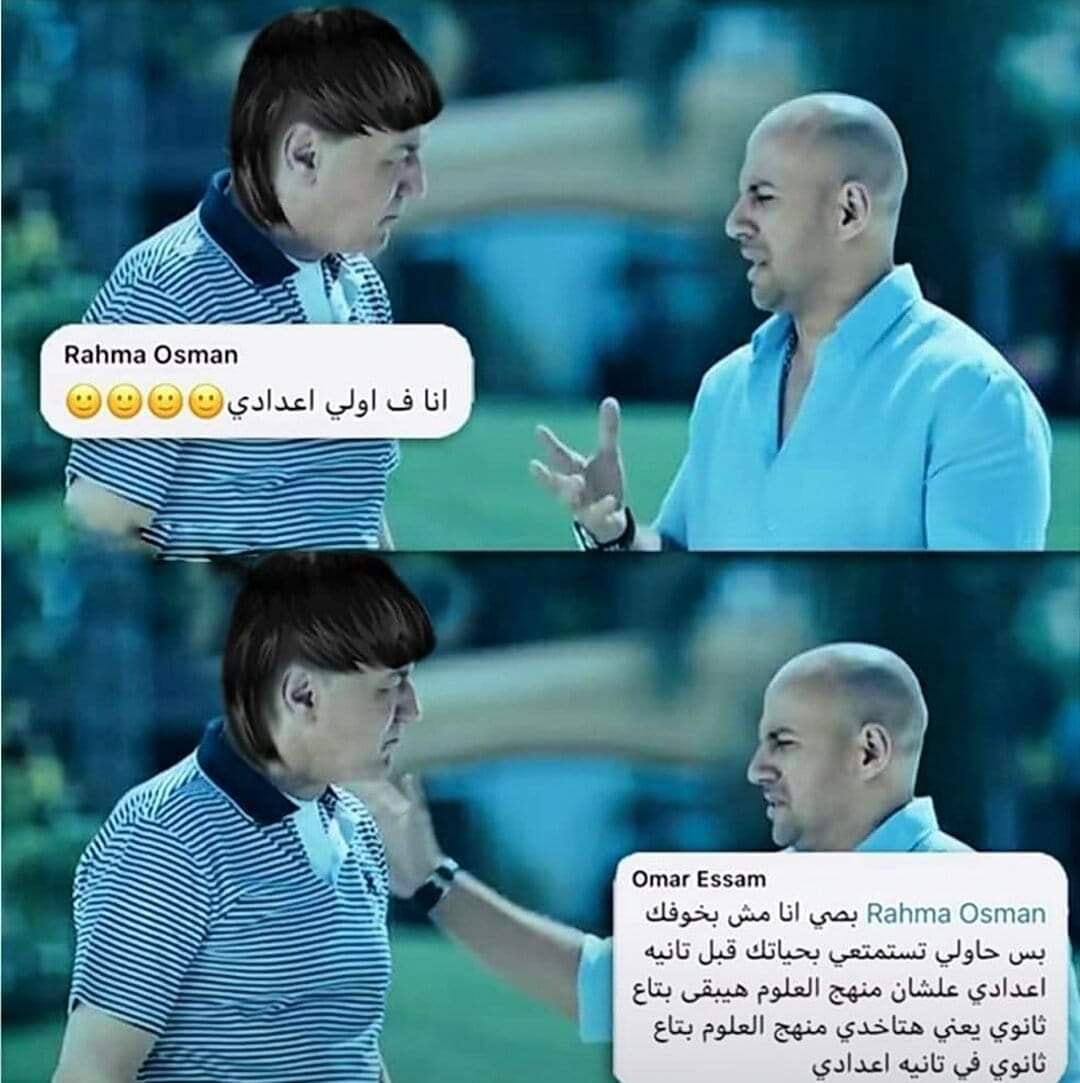 Rahma Osman
انا ف اولي اعدادي🙂🙂🙂🙂
Omar Essam
Rahma Osman بصي انا مش بخوفك
بس حاولي تستمتعي بحياتك قبل تانيه
اعدادي علشان منهج العلوم هيبقى بتاع
ثانوي يعني هتاخدي منهج العلوم بتاع
ثانوي في تانيه اعدادي